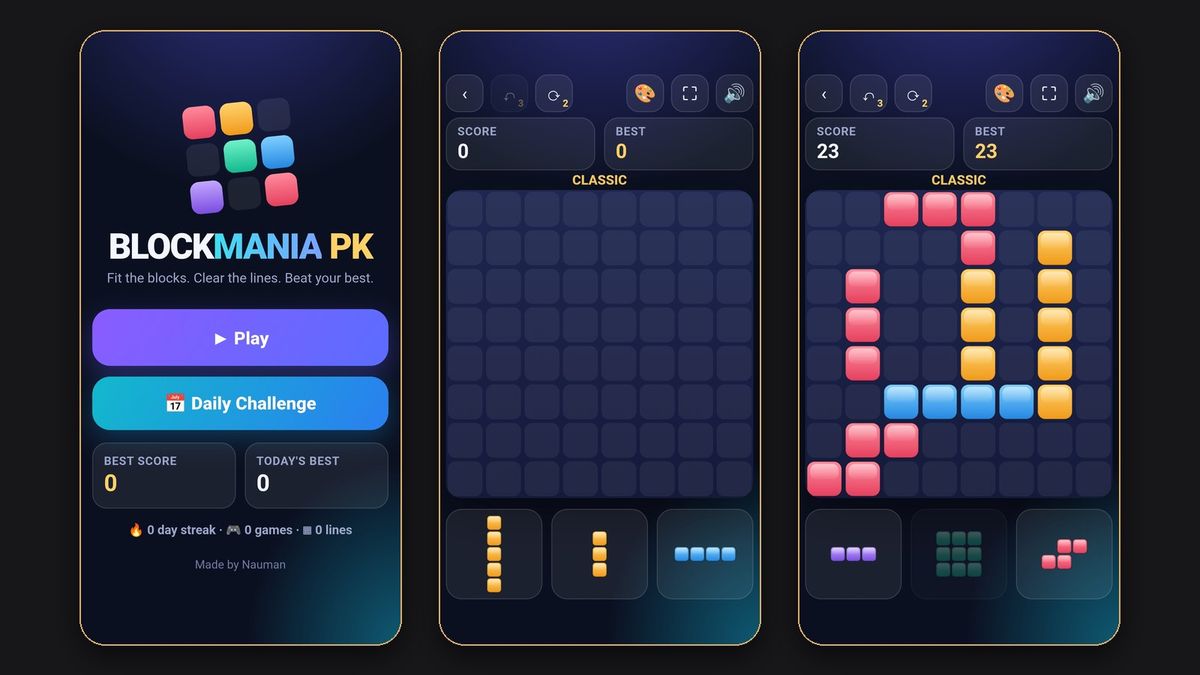 BLOCKMANIA PK
Fit the blocks. Clear the lines. Beat your best.
▶ Play
July 17 Daily Challenge
BEST SCORE
0
TODAY'S BEST
0
🔥 0 day streak · 🎮 0 games · ▦ 0 lines
Made by Nauman
3
2
SCORE
0
BEST
0
CLASSIC
3
2
SCORE
23
BEST
23
CLASSIC